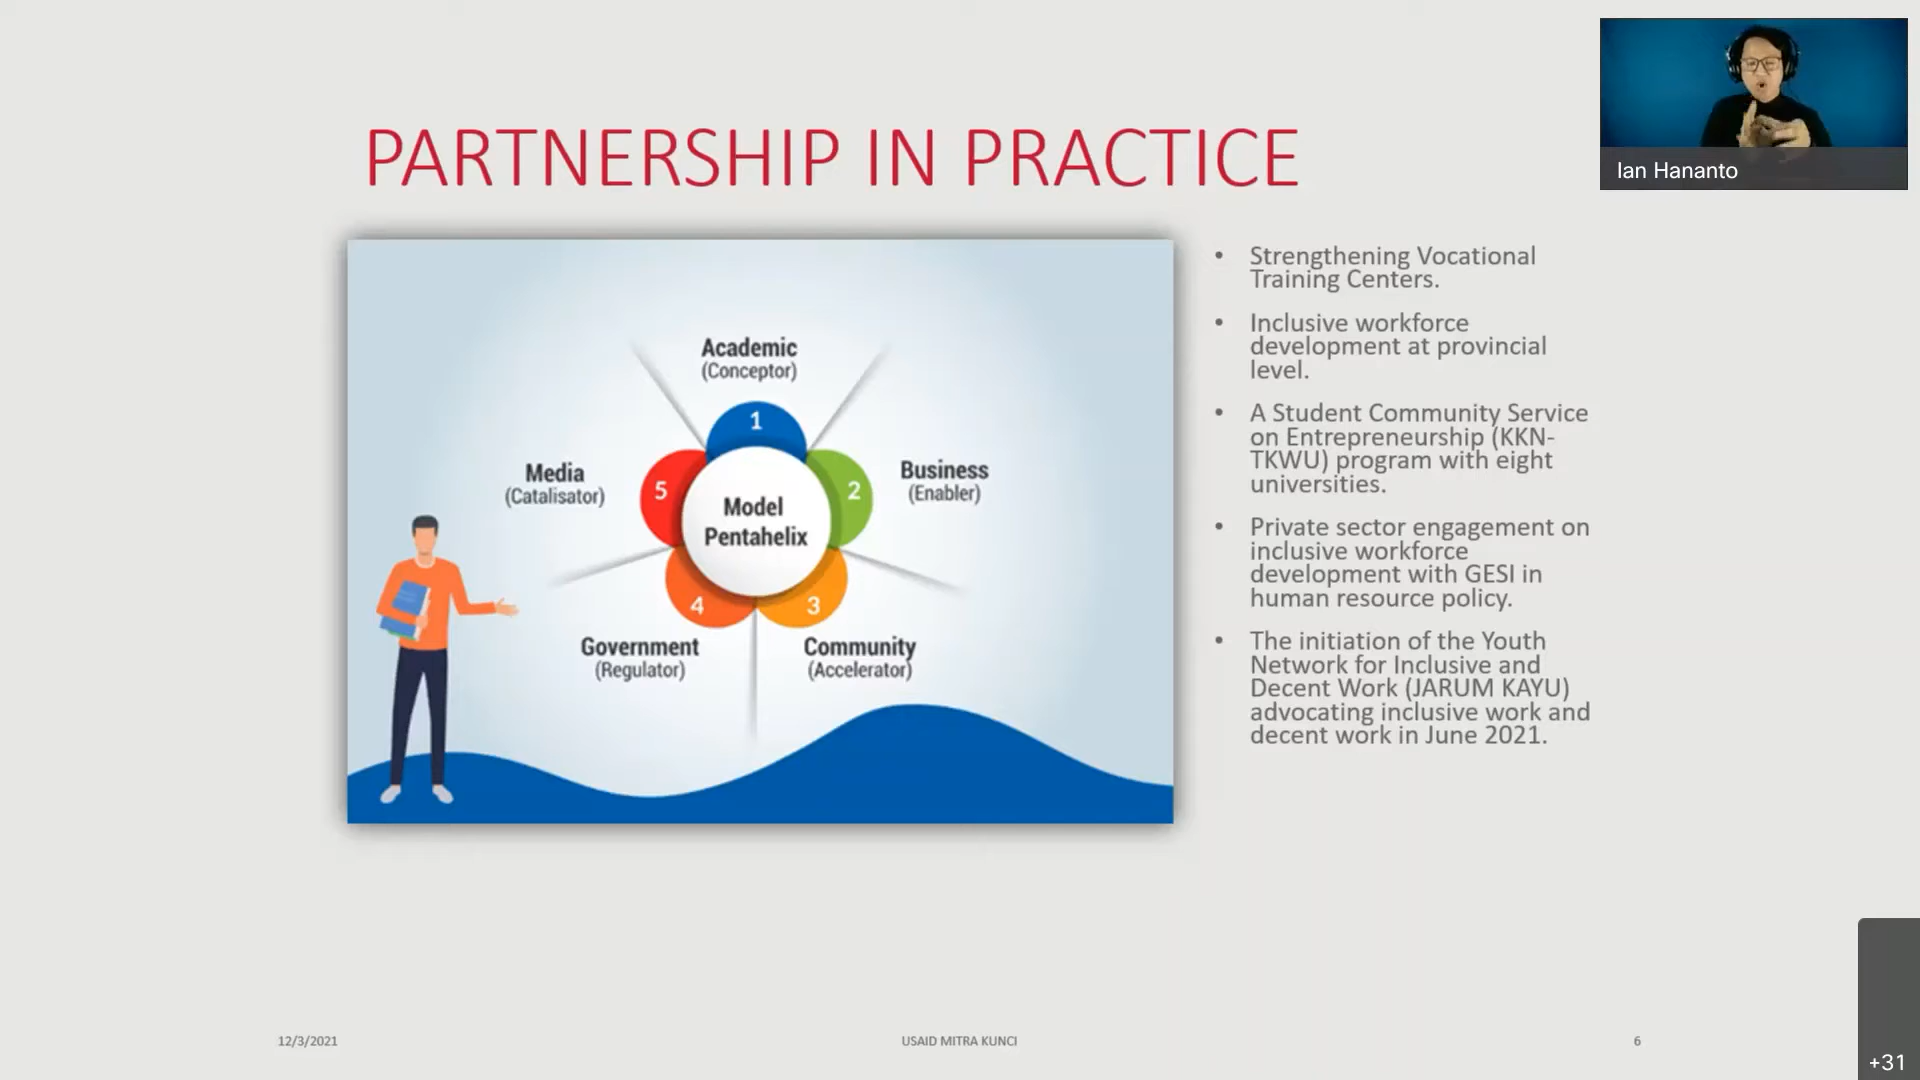 Ian Hananto
PARTNERSHIP IN PRACTICE
Academic
(Conceptor)
1
Business
(Enabler)
2
Community
(Accelerator)
3
Government
(Regulator)
4
Media
(Catalisator)
5
Model
Pentahelix
• Strengthening Vocational
Training Centers.
• Inclusive workforce
development at provincial
level.
• A Student Community Service
on Entrepreneurship (KKN-
TKWU) program with eight
universities.
• Private sector engagement on
inclusive workforce
development with GESI in
human resource policy.
• The initiation of the Youth
Network for Inclusive and
Decent Work (JARUM KAYU)
advocating inclusive work and
decent work in June 2021.
12/3/2021
USAID MITRA KUNCI
6
+31